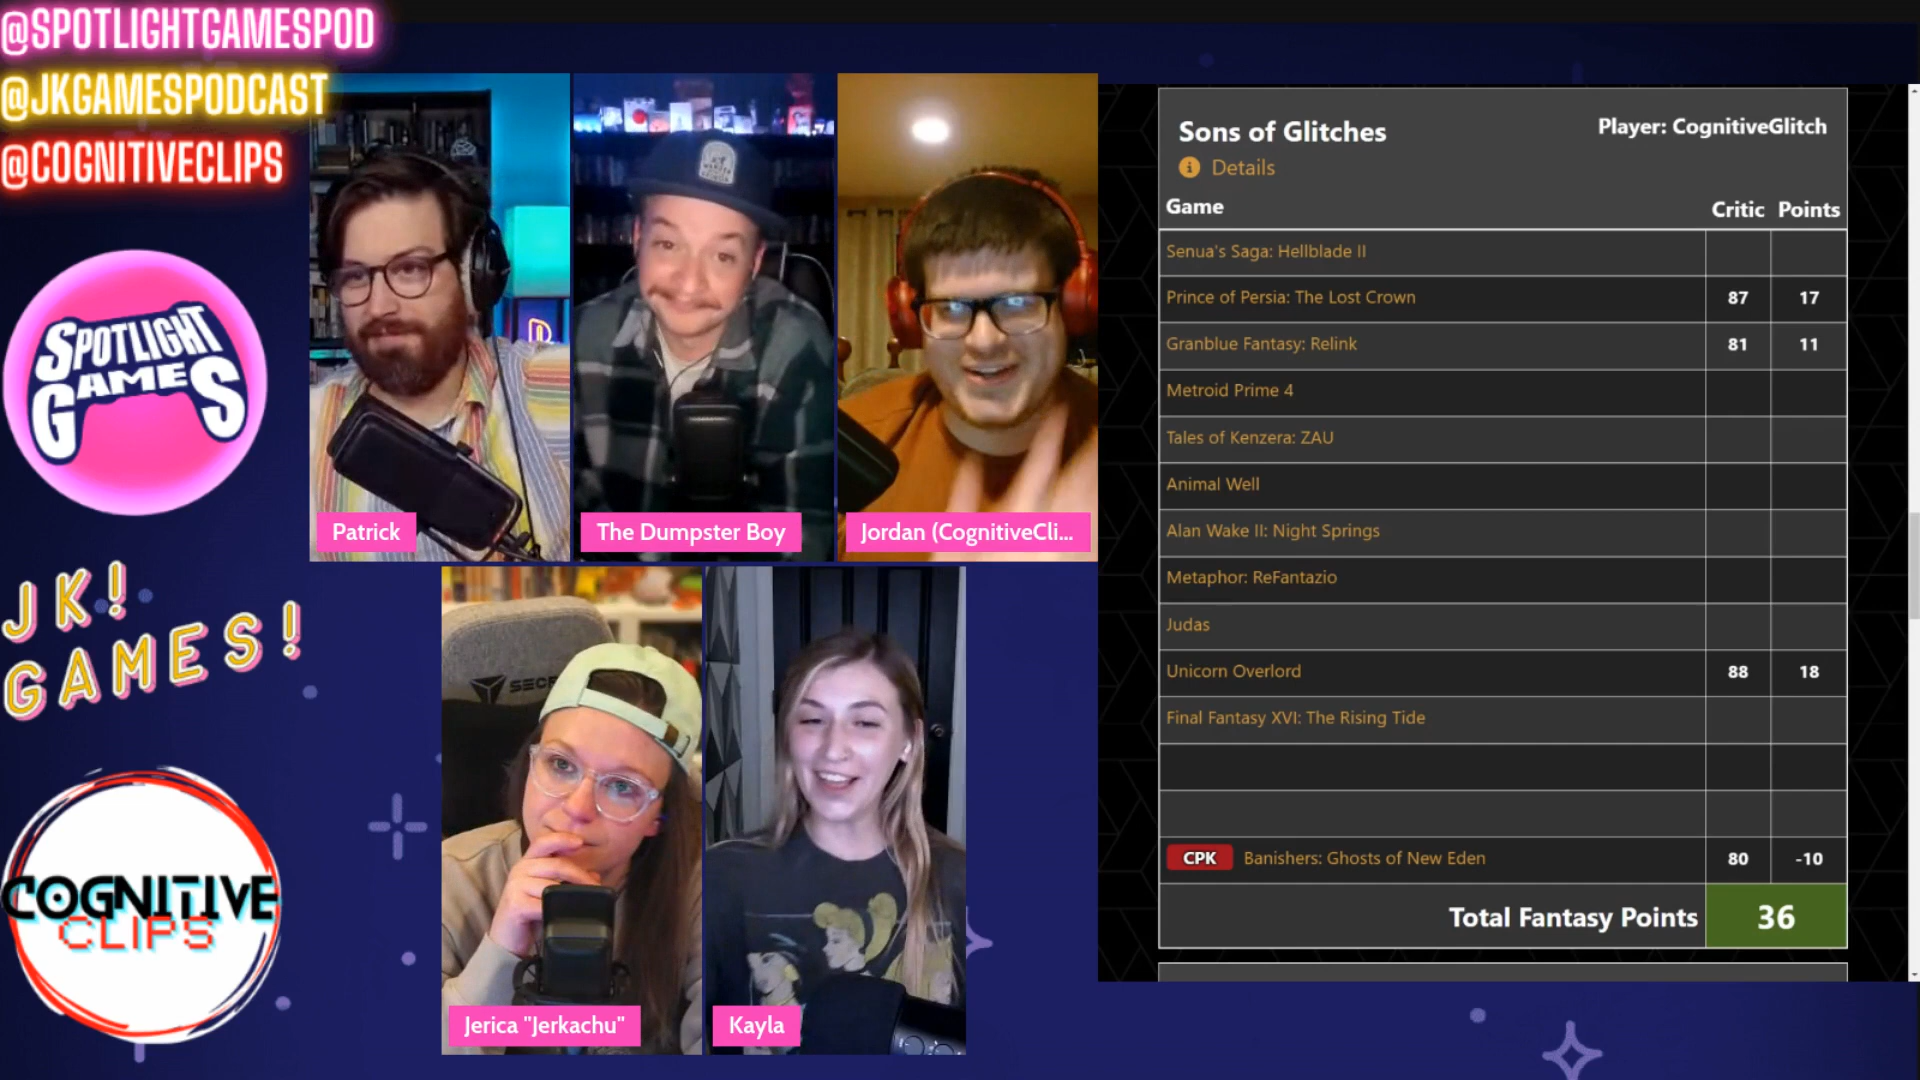 @SPOTLIGHTGAMESPOD
@JKGAMESPODCAST
@COGNITIVECLIPS
SPOTLIGHT
GAMES
JK!
GAMES!
COGNITIVE
CLIPS
Patrick
The Dumpster Boy
Jordan (CognitiveCli...
SECRE
Jerica "Jerkachu"
Kayla
Sons of Glitches
Player: CognitiveGlitch
Details
Game Critic Points
Senua's Saga: Hellblade II
Prince of Persia: The Lost Crown 87 17
Granblue Fantasy: Relink 81 11
Metroid Prime 4
Tales of Kenzera: ZAU
Animal Well
Alan Wake II: Night Springs
Metaphor: ReFantazio
Judas
Unicorn Overlord 88 18
Final Fantasy XVI: The Rising Tide
CPK Banishers: Ghosts of New Eden 80 -10
Total Fantasy Points 36